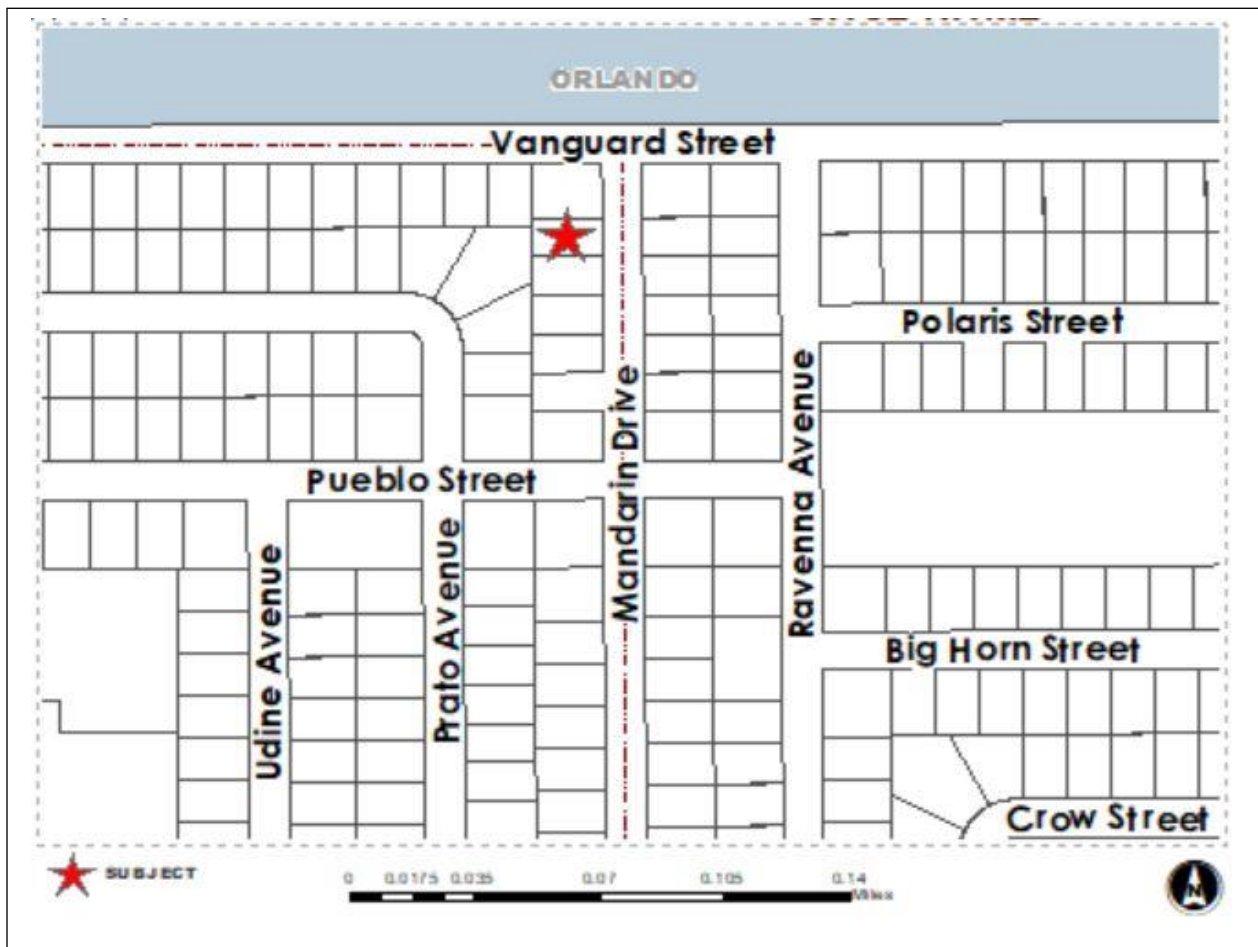 ORLANDO
Vanguard Street
Polaris Street
Mandarin Drive
Ravenna Avenue
Pueblo Street
Udine Avenue
Prato Avenue
Big Horn Street
Crow Street
SUBJECT
0 0.0175 0.035 0.07 0.105 0.14
Miles
N